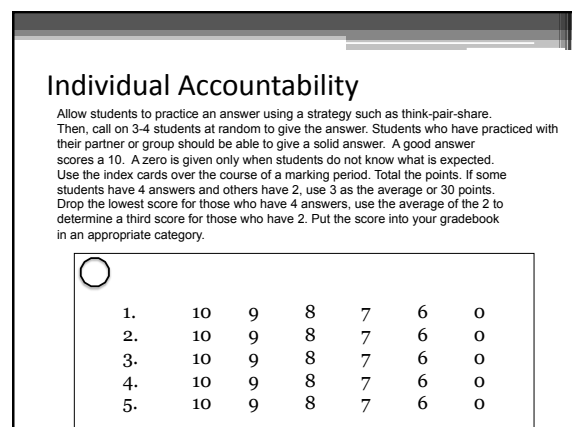 Individual Accountability
Allow students to practice an answer using a strategy such as think-pair-share.
Then, call on 3-4 students at random to give the answer. Students who have practiced with
their partner or group should be able to give a solid answer. A good answer
scores a 10. A zero is given only when students do not know what is expected.
Use the index cards over the course of a marking period. Total the points. If some
students have 4 answers and others have 2, use 3 as the average or 30 points.
Drop the lowest score for those who have 4 answers, use the average of the 2 to
determine a third score for those who have 2. Put the score into your gradebook
in an appropriate category.
1. 10 9 8 7 6 0
2. 10 9 8 7 6 0
3. 10 9 8 7 6 0
4. 10 9 8 7 6 0
5. 10 9 8 7 6 0